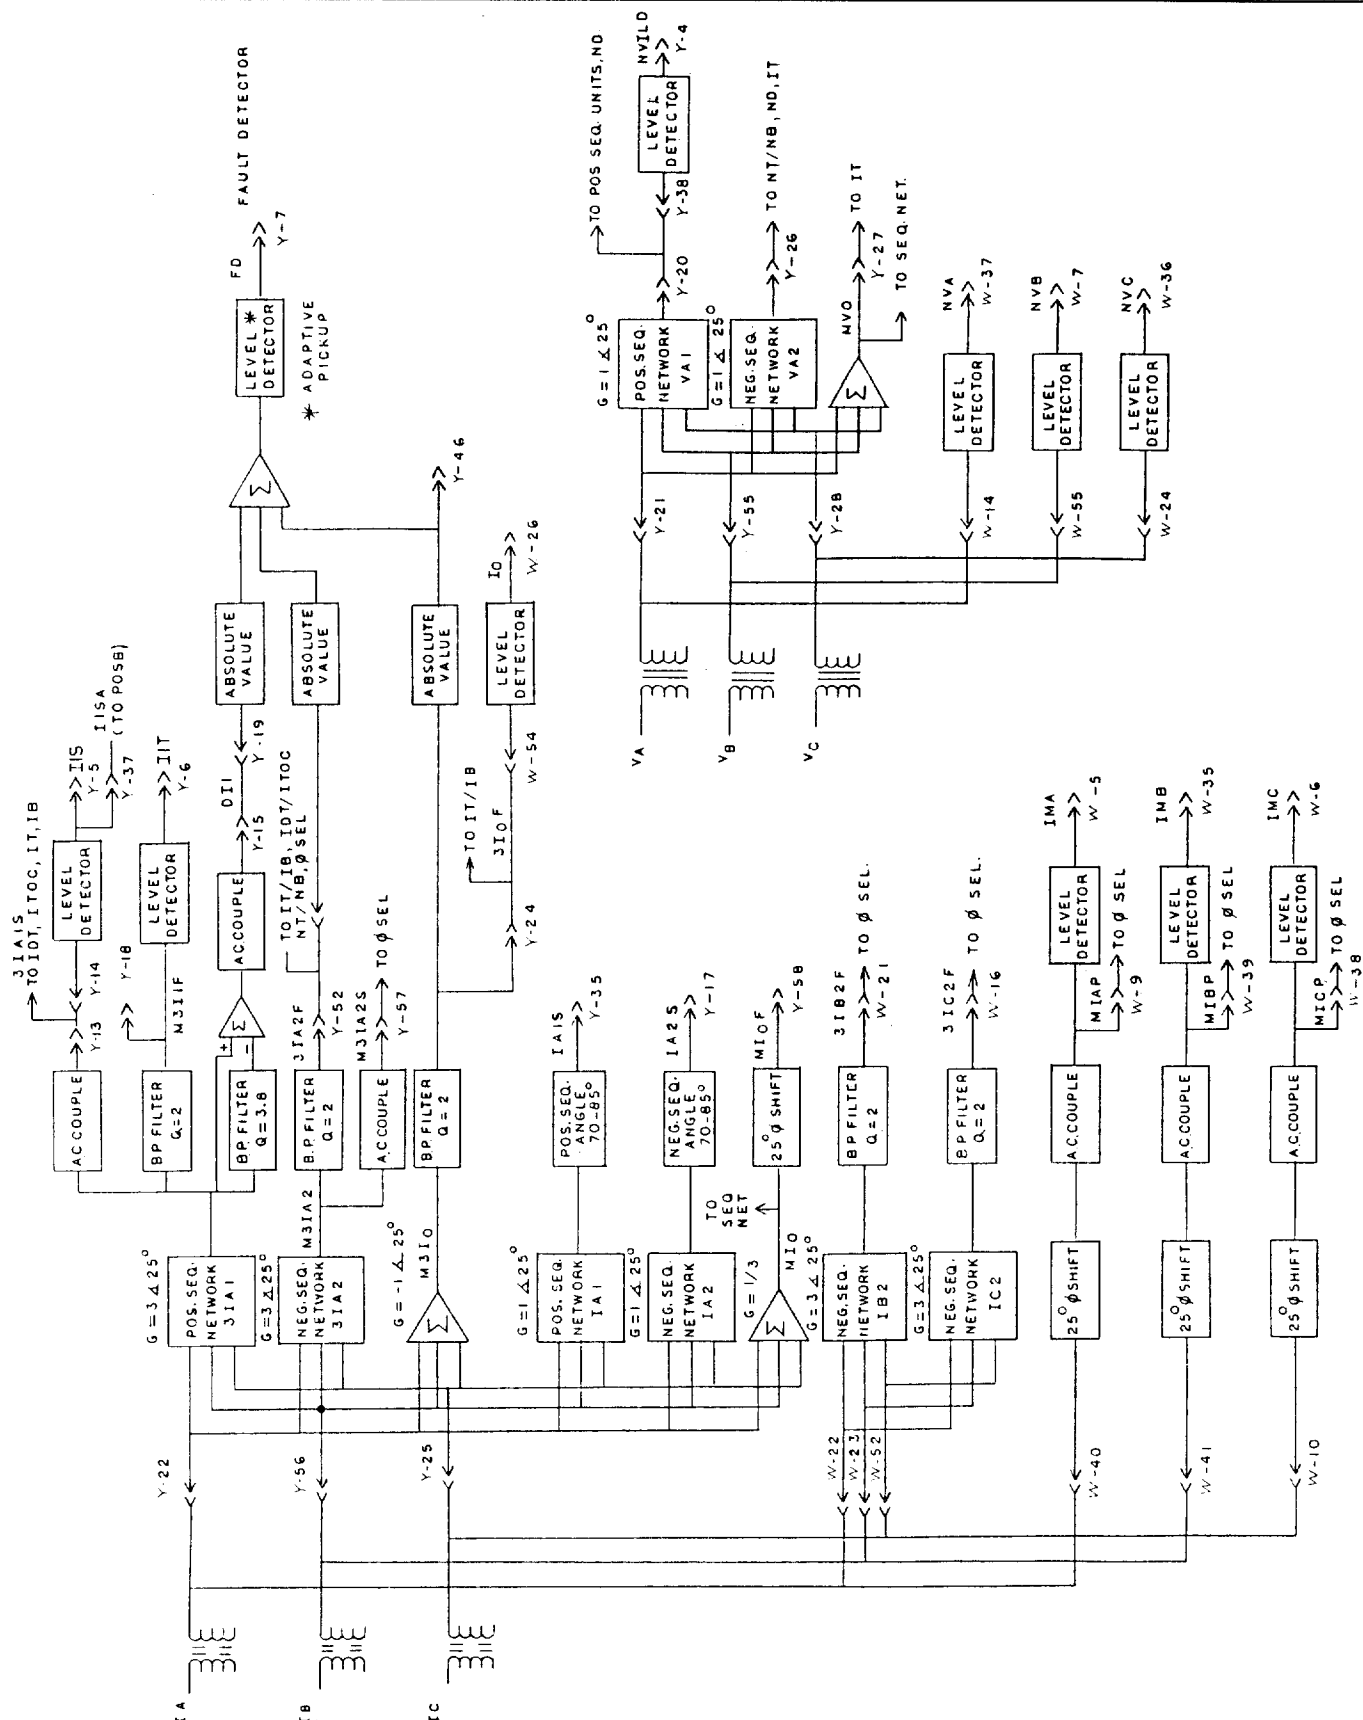 FAULT DETECTOR
FD
Y-7
LEVEL *
DETECTOR
* ADAPTIVE
PICKUP
Σ
Y-46
NVILD
Y-4
LEVEL
DETECTOR
Y-38
TO POS SEQ. UNITS, ND
Y-20
G=1∡25°
POS. SEQ.
NETWORK
VA1
TO NT/NB, ND, IT
Y-26
G=1∡25°
NEG. SEQ
NETWORK
VA2
TO IT
Y-27
TO SEQ. NET.
MVO
Σ
NVA
W-37
LEVEL
DETECTOR
NVB
W-7
LEVEL
DETECTOR
NVC
W-36
LEVEL
DETECTOR
Y-21
Y-55
Y-28
W-14
W-55
W-24
VA
VB
VC
3IA1S
TO IDT, ITOC, IT, IB
Y-13
Y-14
LEVEL
DETECTOR
I1S
Y-5
I1SA
(TO POSB)
Y-37
A.C.COUPLE
Y-18
M3I1F
LEVEL
DETECTOR
I1T
Y-6
B.P.FILTER
Q=2
B.P. FILTER
Q=3.8
+
−
Σ
A.C.COUPLE
Y-15
DI1
Y-19
ABSOLUTE
VALUE
TO IT/IB, IDT/ITOC
NT/NB, Ø SEL
3IA2F
Y-52
B.P. FILTER
Q=2
ABSOLUTE
VALUE
M3IA2S
Y-57
TO Ø SEL
A.C COUPLE
M3IA2
B.P. FILTER
Q=2
ABSOLUTE
VALUE
Y-24
TO IT/IB
3IOF
W-54
LEVEL
DETECTOR
IO
W-26
G=3∡25°
POS. SEQ.
NETWORK
3IA1
G=3∡25°
NEG. SEQ.
NETWORK
3IA2
G=-1∡25°
M3IO
Σ
G=1∡25°
POS. SEQ.
NETWORK
IA1
POS. SEQ.
ANGLE
70-85°
IA1S
Y-35
G=1∡25°
NEG. SEQ.
NETWORK
IA2
NEG. SEQ.
ANGLE
70-85°
IA2S
Y-17
G=1/3
Σ
MIO
TO
SEQ
NET
25°Ø SHIFT
MIOF
Y-58
G=3∡25°
NEG. SEQ.
NETWORK
IB2
B.P FILTER
Q=2
3IB2F
W-21
TO Ø SEL.
G=3∡25°
NEG. SEQ.
NETWORK
IC2
B.P FILTER
Q=2
3IC2F
W-16
TO Ø SEL.
25°Ø SHIFT
A.C.COUPLE
MIAP
W-9
TO Ø SEL
LEVEL
DETECTOR
IMA
W-5
25°Ø SHIFT
A.C.COUPLE
MIBP
W-39
TO Ø SEL
LEVEL
DETECTOR
IMB
W-35
25°Ø SHIFT
A.C.COUPLE
MICP
W-38
TO Ø SEL
LEVEL
DETECTOR
IMC
W-6
Y-22
Y-56
Y-25
W-22
W-23
W-52
W-40
W-41
W-10
IA
IB
IC